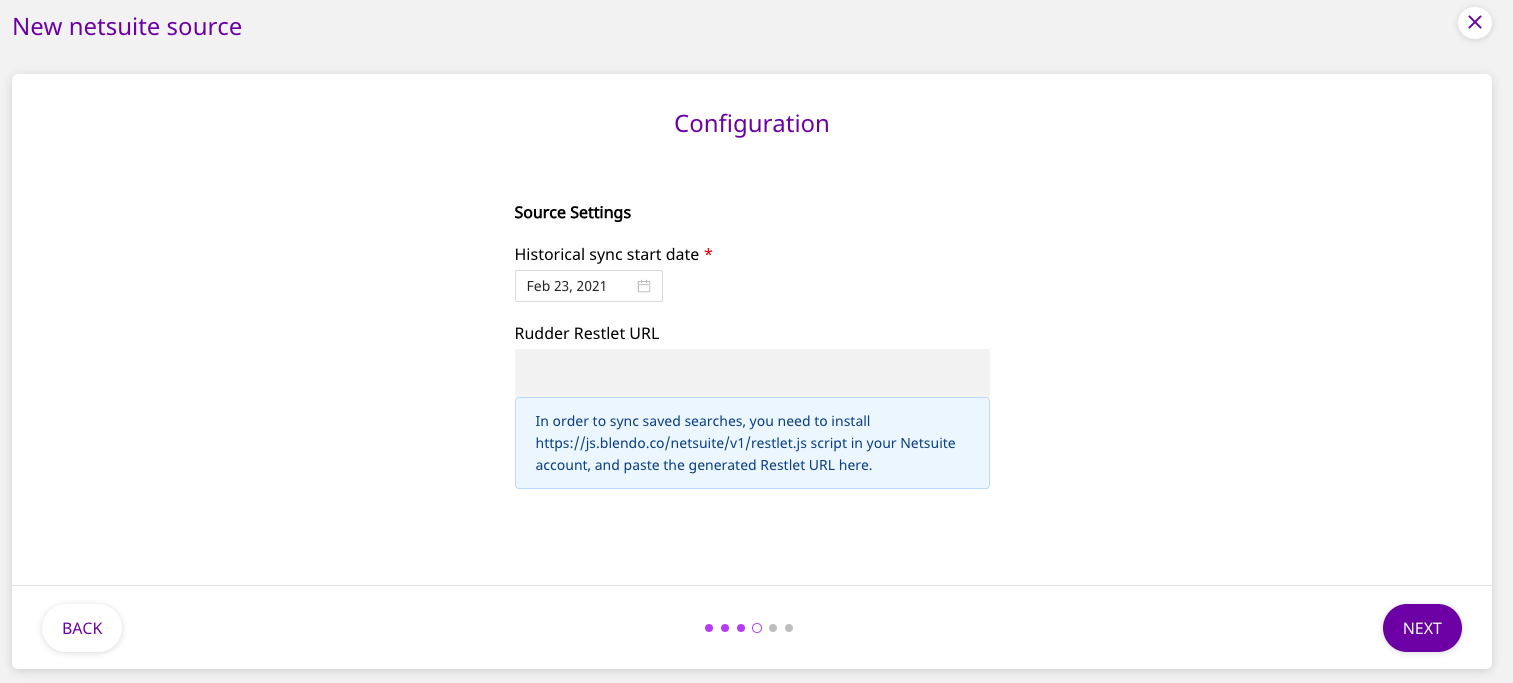 New netsuite source
Configuration
Source Settings
Historical sync start date *
Feb 23, 2021
Rudder Restlet URL
In order to sync saved searches, you need to install
https://js.blendo.co/netsuite/v1/restlet.js script in your Netsuite
account, and paste the generated Restlet URL here.
BACK
NEXT